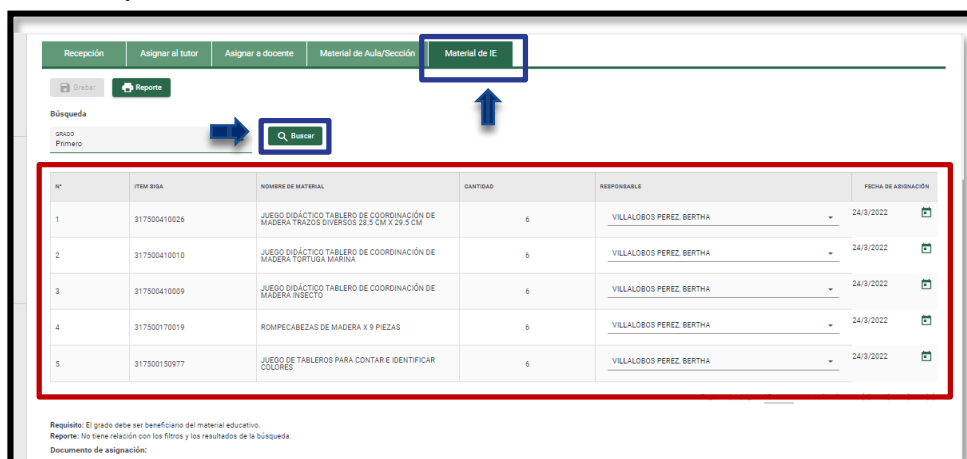 Recepción Asignar al tutor Asignar a docente Material de Aula/Sección Material de IE
Grabar Reporte
Búsqueda
GRADO
Primero
Buscar
N° ITEM SIGA NOMBRE DE MATERIAL CANTIDAD RESPONSABLE FECHA DE ASIGNACIÓN
1 317500410026 JUEGO DIDÁCTICO TABLERO DE COORDINACIÓN DE
MADERA TRAZOS DIVERSOS 28.5 CM X 29.5 CM 6 VILLALOBOS PEREZ, BERTHA 24/3/2022
2 317500410010 JUEGO DIDÁCTICO TABLERO DE COORDINACIÓN DE
MADERA TORTUGA MARINA 6 VILLALOBOS PEREZ, BERTHA 24/3/2022
3 317500410009 JUEGO DIDÁCTICO TABLERO DE COORDINACIÓN DE
MADERA INSECTO 6 VILLALOBOS PEREZ, BERTHA 24/3/2022
4 317500170019 ROMPECABEZAS DE MADERA X 9 PIEZAS 6 VILLALOBOS PEREZ, BERTHA 24/3/2022
5 317500150977 JUEGO DE TABLEROS PARA CONTAR E IDENTIFICAR
COLORES 6 VILLALOBOS PEREZ, BERTHA 24/3/2022
Requisito: El grado debe ser beneficiario del material educativo.
Reporte: No tiene relación con los filtros y los resultados de la búsqueda.
Documento de asignación: